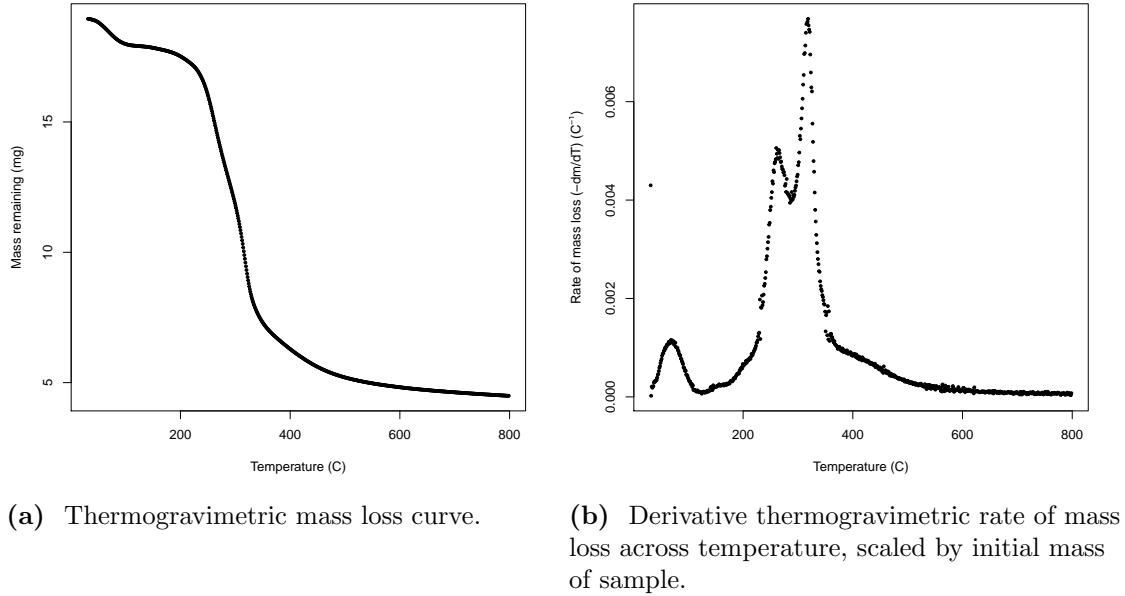 Mass remaining (mg)
15
10
5
200
400
600
800
Temperature (C)
(a) Thermogravimetric mass loss curve.
Rate of mass loss (−dm/dT) (C⁻¹)
0.006
0.004
0.002
0.000
200
400
600
800
Temperature (C)
(b) Derivative thermogravimetric rate of mass
loss across temperature, scaled by initial mass
of sample.